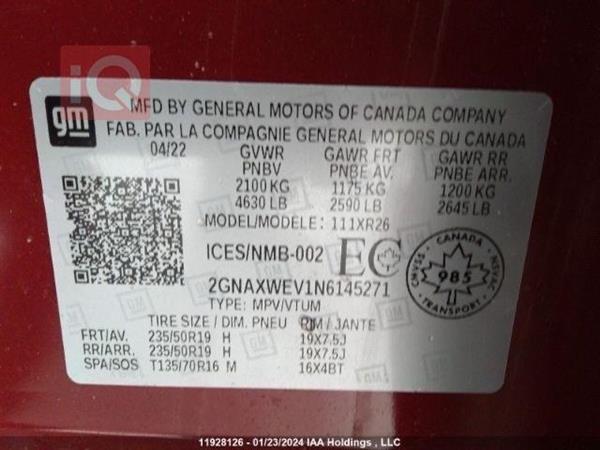 iQ
gm
MFD BY GENERAL MOTORS OF CANADA COMPANY
FAB. PAR LA COMPAGNIE GENERAL MOTORS DU CANADA
04/22 GVWR GAWR FRT GAWR RR
PNBV PNBE AV. PNBE ARR.
2100 KG 1175 KG 1200 KG
4630 LB 2590 LB 2645 LB
MODEL/MODÈLE: 111XR26
ICES/NMB-002 EC
CANADA
CMVSS 985 NSVAC
TRANSPORT
2GNAXWEV1N6145271
TYPE: MPV/VTUM
TIRE SIZE / DIM. PNEU RIM / JANTE
FRT/AV. 235/50R19 H 19X7.5J
RR/ARR. 235/50R19 H 19X7.5J
SPA/SOS T135/70R16 M 16X4BT
11928126 - 01/23/2024 IAA Holdings , LLC